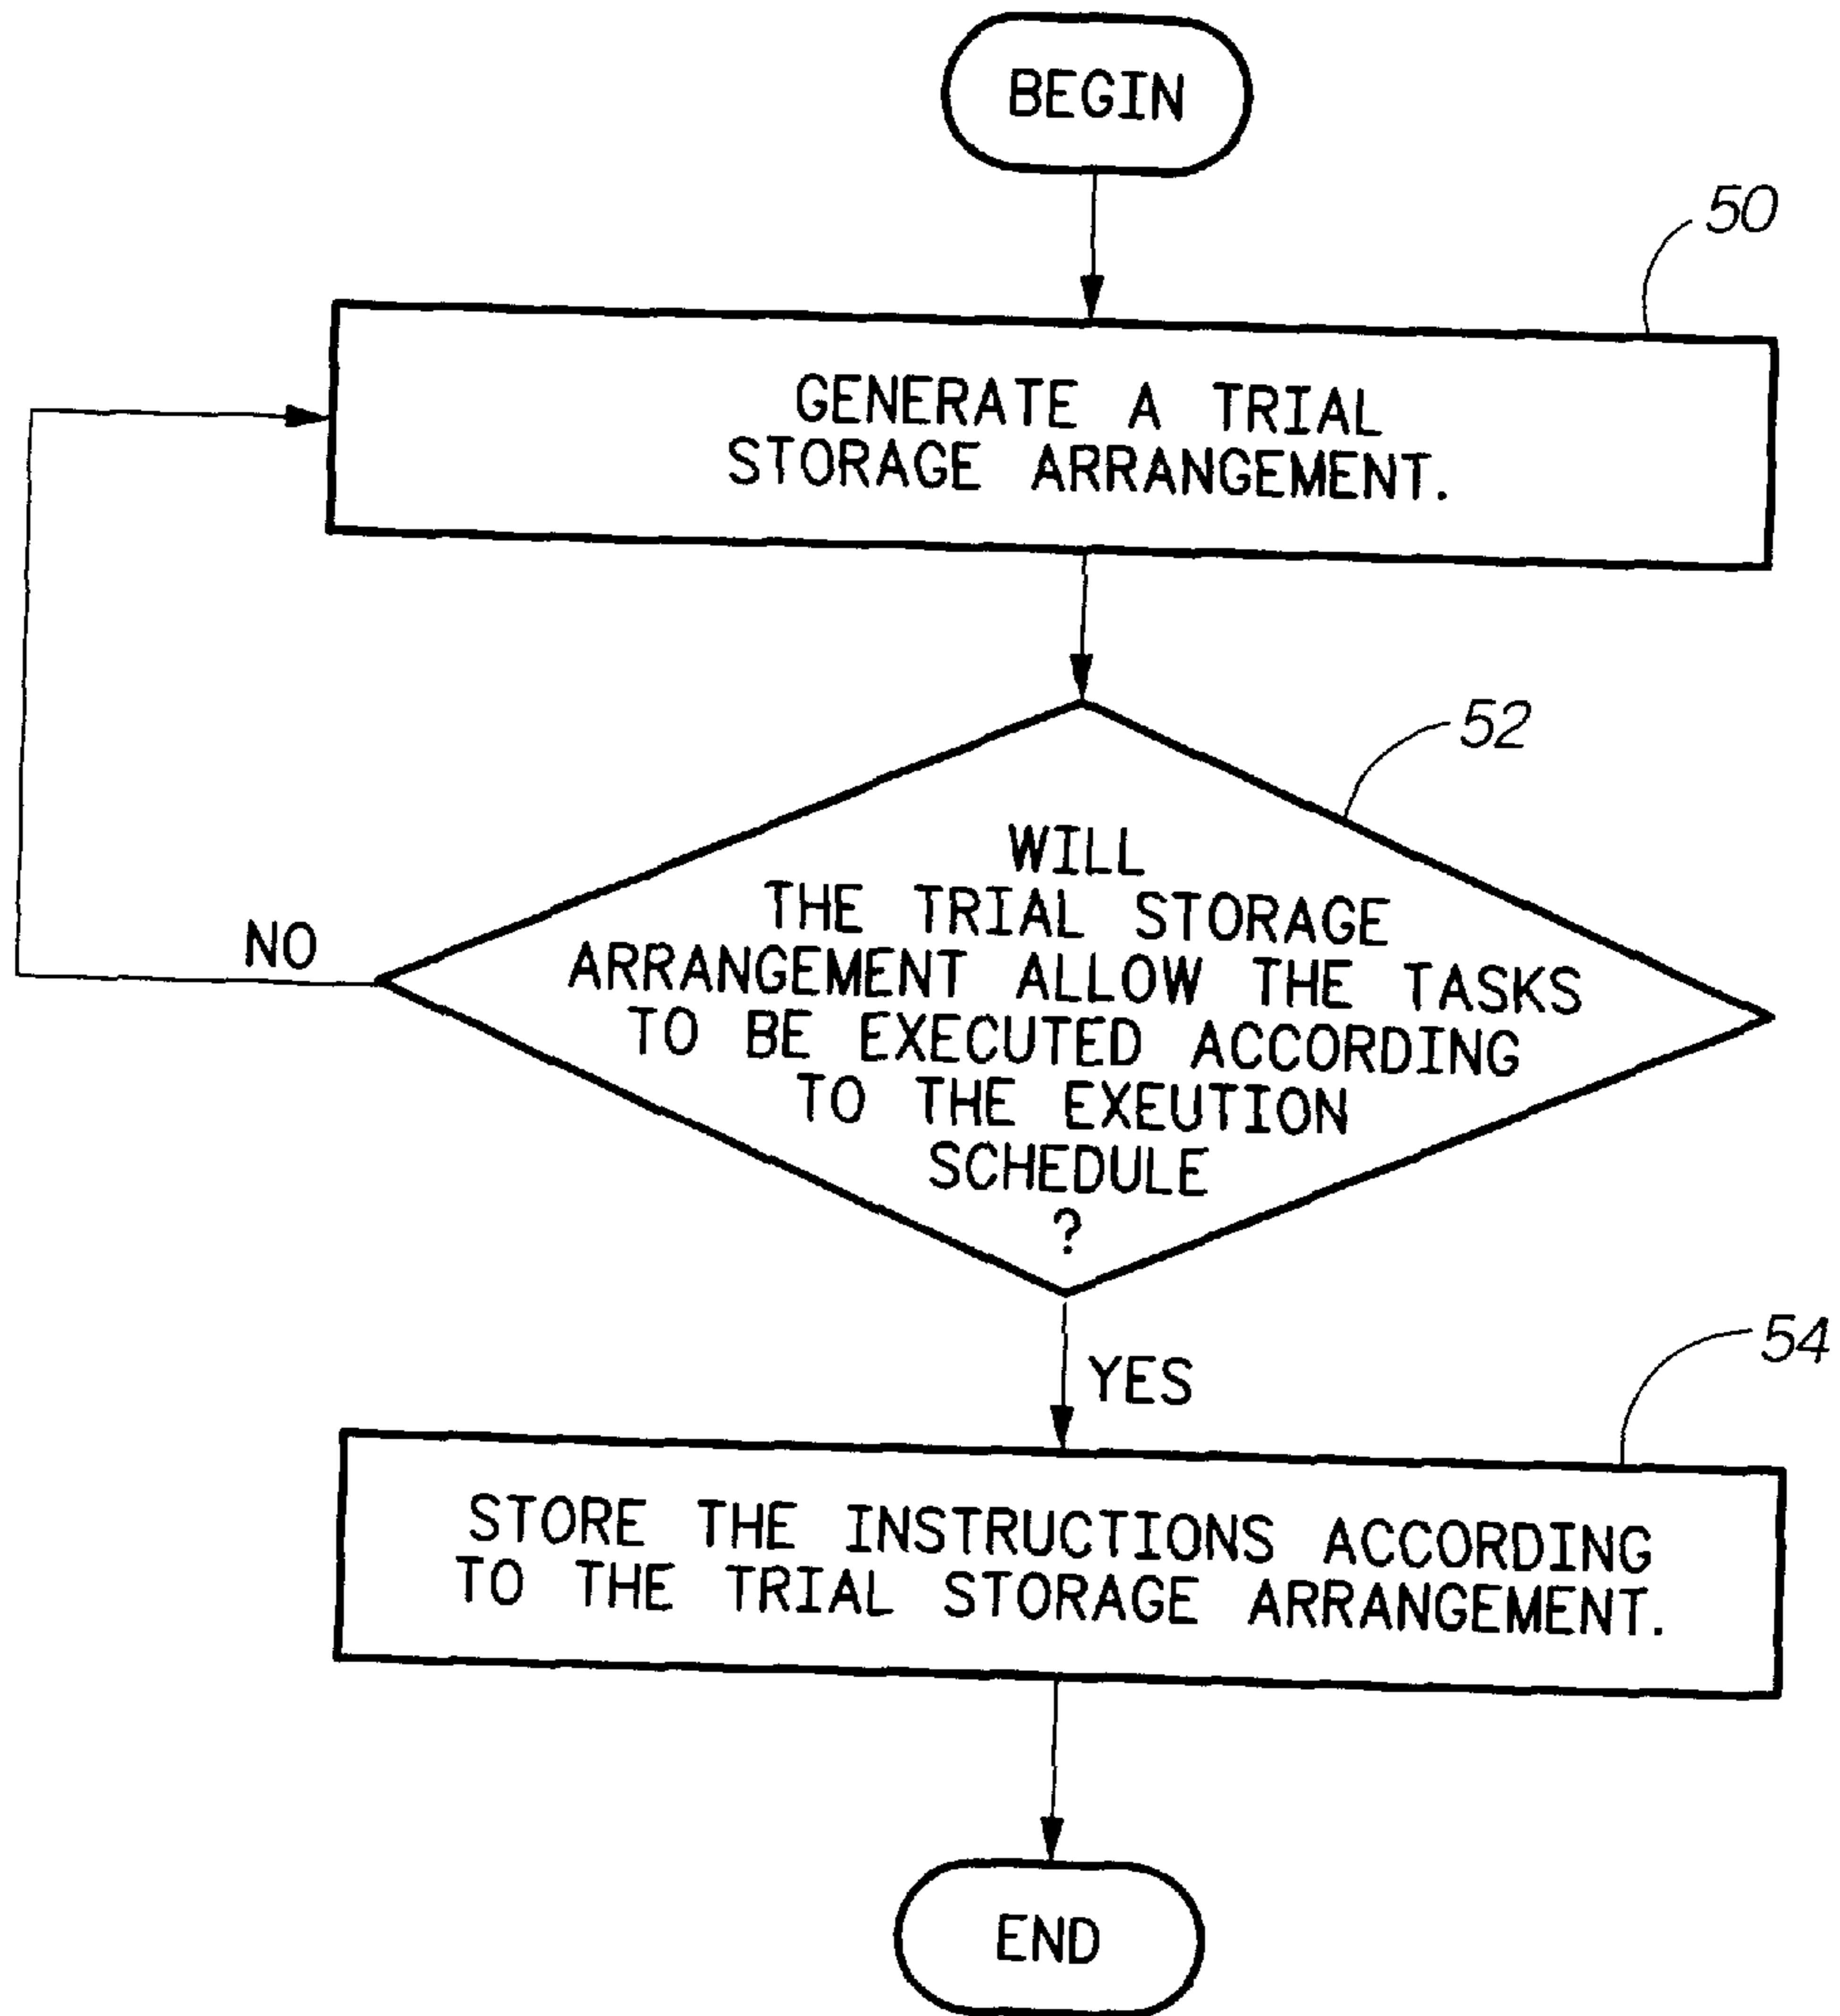 BEGIN
50
GENERATE A TRIAL
STORAGE ARRANGEMENT.
52
WILL
THE TRIAL STORAGE
ARRANGEMENT ALLOW THE TASKS
TO BE EXECUTED ACCORDING
TO THE EXEUTION
SCHEDULE
?
NO
YES
54
STORE THE INSTRUCTIONS ACCORDING
TO THE TRIAL STORAGE ARRANGEMENT.
END